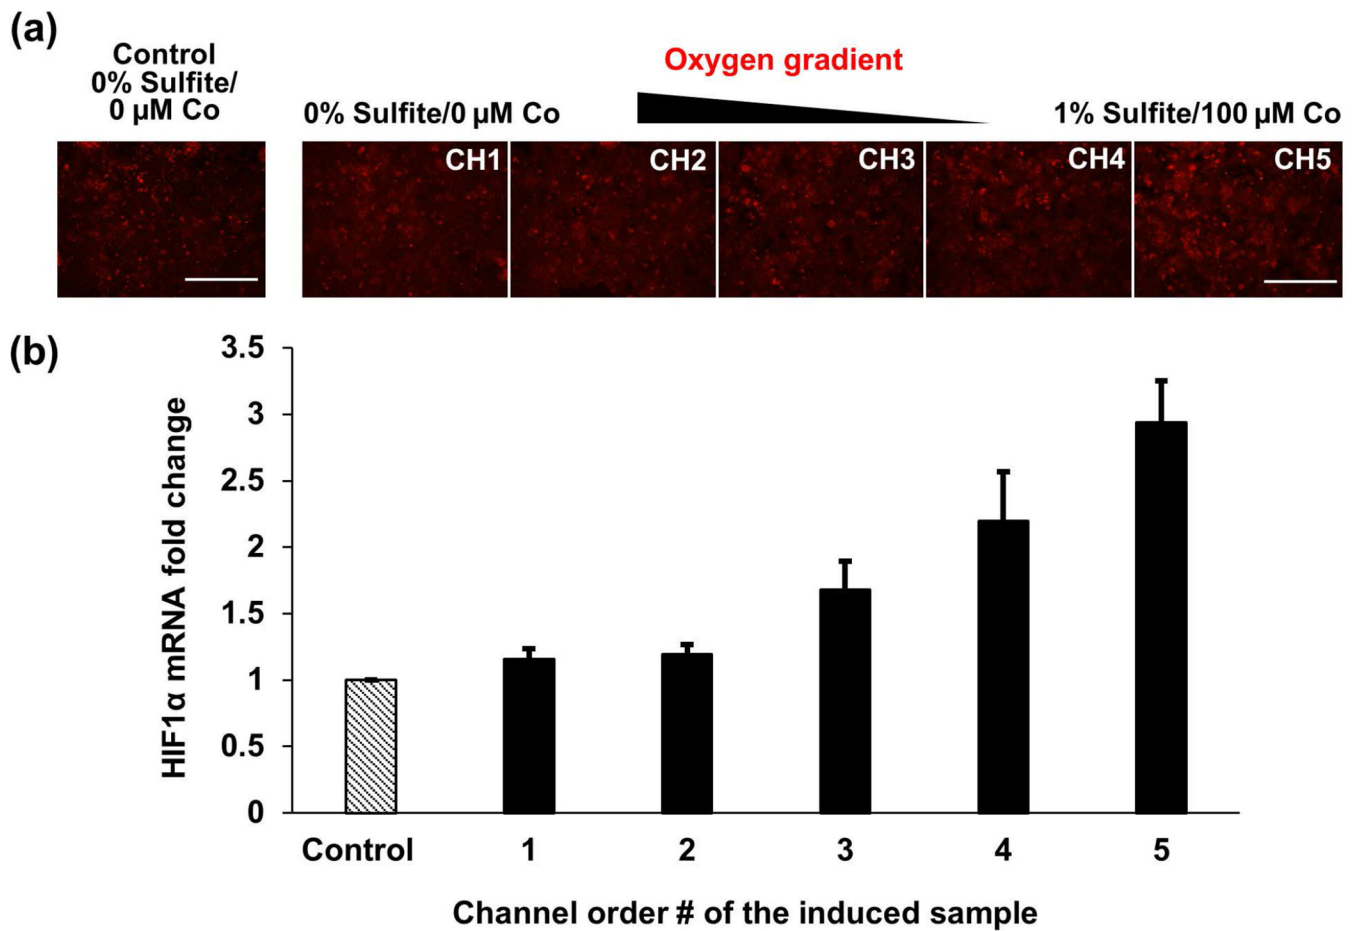 (a)
Control
0% Sulfite/
0 µM Co
Oxygen gradient
0% Sulfite/0 µM Co
1% Sulfite/100 µM Co
CH1
CH2
CH3
CH4
CH5
(b)
HIF1α mRNA fold change
3.5
3
2.5
2
1.5
1
0.5
0
Control 1 2 3 4 5
Channel order # of the induced sample